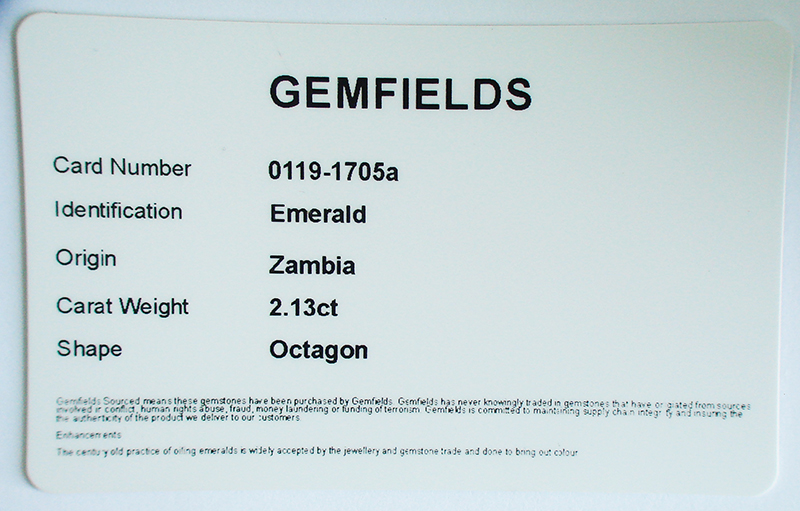 GEMFIELDS
Card Number 0119-1705a
Identification Emerald
Origin Zambia
Carat Weight 2.13ct
Shape Octagon
Gemfields Sourced means these gemstones have been purchased by Gemfields. Gemfields has never knowingly traded in gemstones that have originated from sources
involved in conflict, human rights abuse, fraud, money laundering or funding of terrorism. Gemfields is committed to maintaining supply chain integrity and insuring the
the authenticity of the product we deliver to our customers.
Enhancements
The century old practice of oiling emeralds is widely accepted by the jewellery and gemstone trade and done to bring out colour